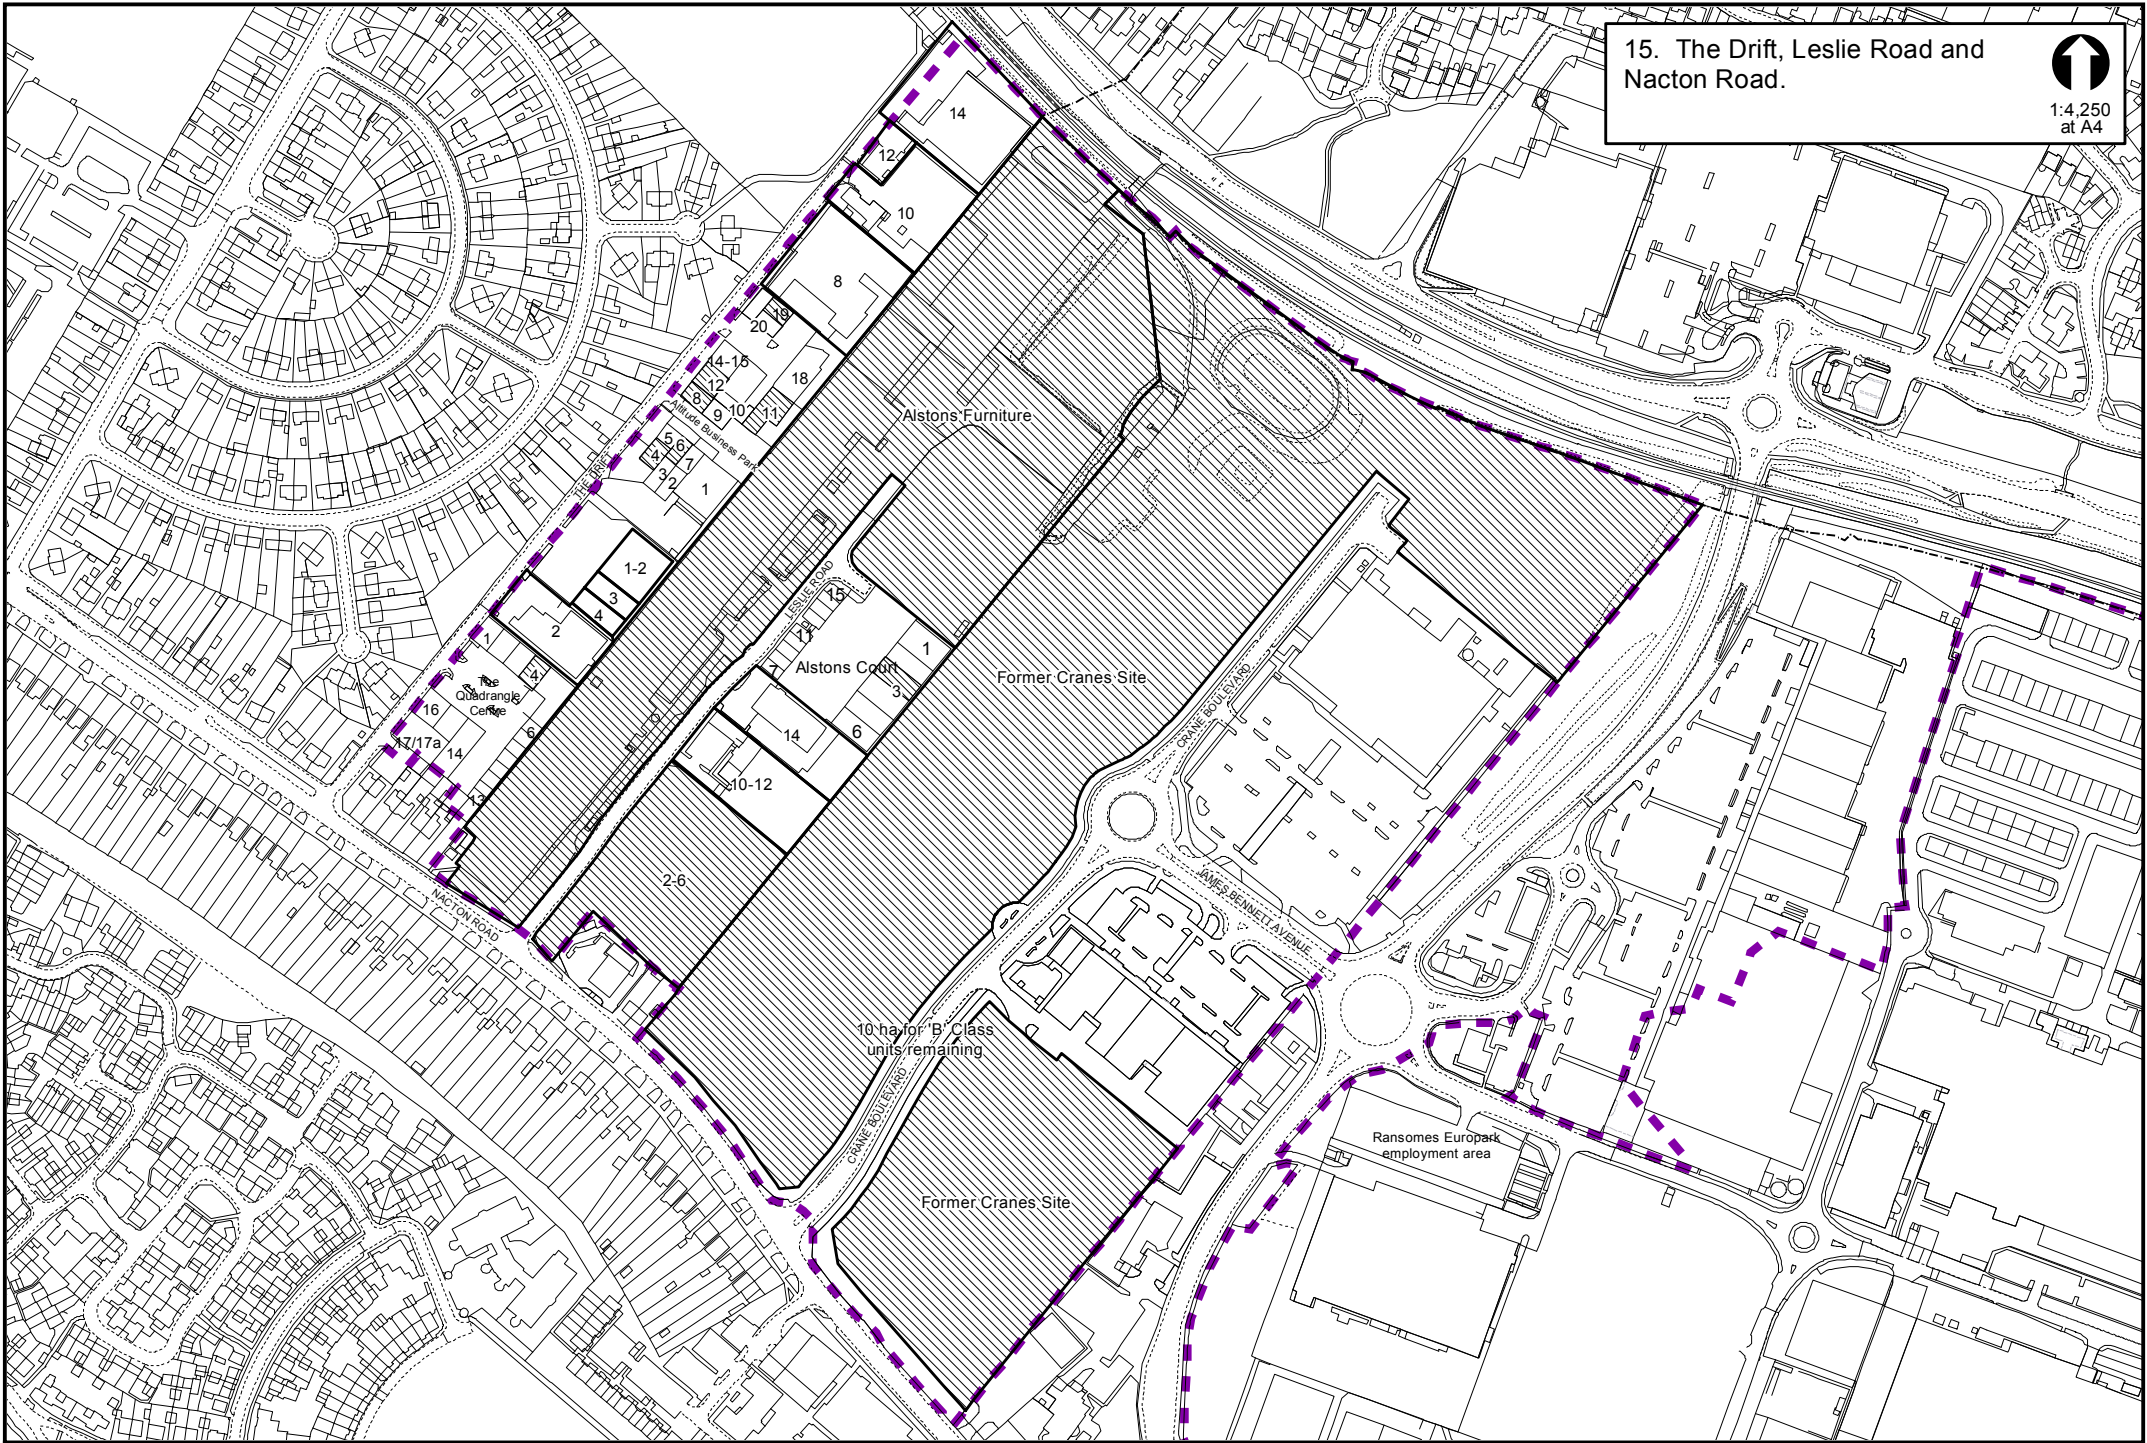 15. The Drift, Leslie Road and
Nacton Road.
1:4,250
at A4
14
12
10
8
19
20
14-15
18
12
8
10
9
11
Altitude Business Park
5
6
4
7
3
2
1
THE DRIFT
Alstons Furniture
1-2
3
4
2
1
LESLIE ROAD
15
11
1
Alstons Court
7
3
6
14
10-12
2-6
4
The
Quadrangle
Centre
16
6
17/17a
14
13
NACTON ROAD
Former Cranes Site
CRANE BOULEVARD
JAMES BENNETT AVENUE
10 ha for 'B' Class
units remaining
CRANE BOULEVARD
Former Cranes Site
Ransomes Europark
employment area